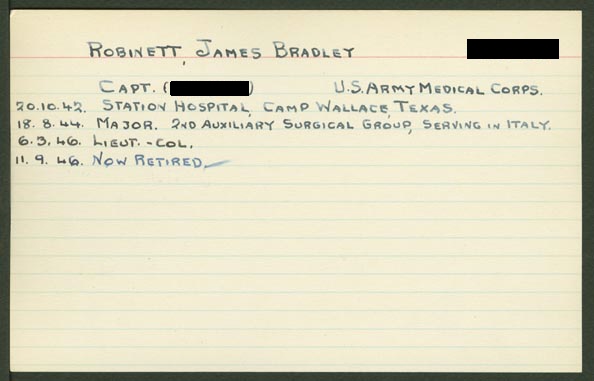 ROBINETT, JAMES BRADLEY
CAPT. ( ) U.S. ARMY MEDICAL CORPS.
20.10.42. STATION HOSPITAL, CAMP WALLACE, TEXAS.
18. 8. 44. MAJOR. 2ND AUXILIARY SURGICAL GROUP, SERVING IN ITALY.
6. 3. 46. LIEUT. - COL.
11. 9. 46. NOW RETIRED.